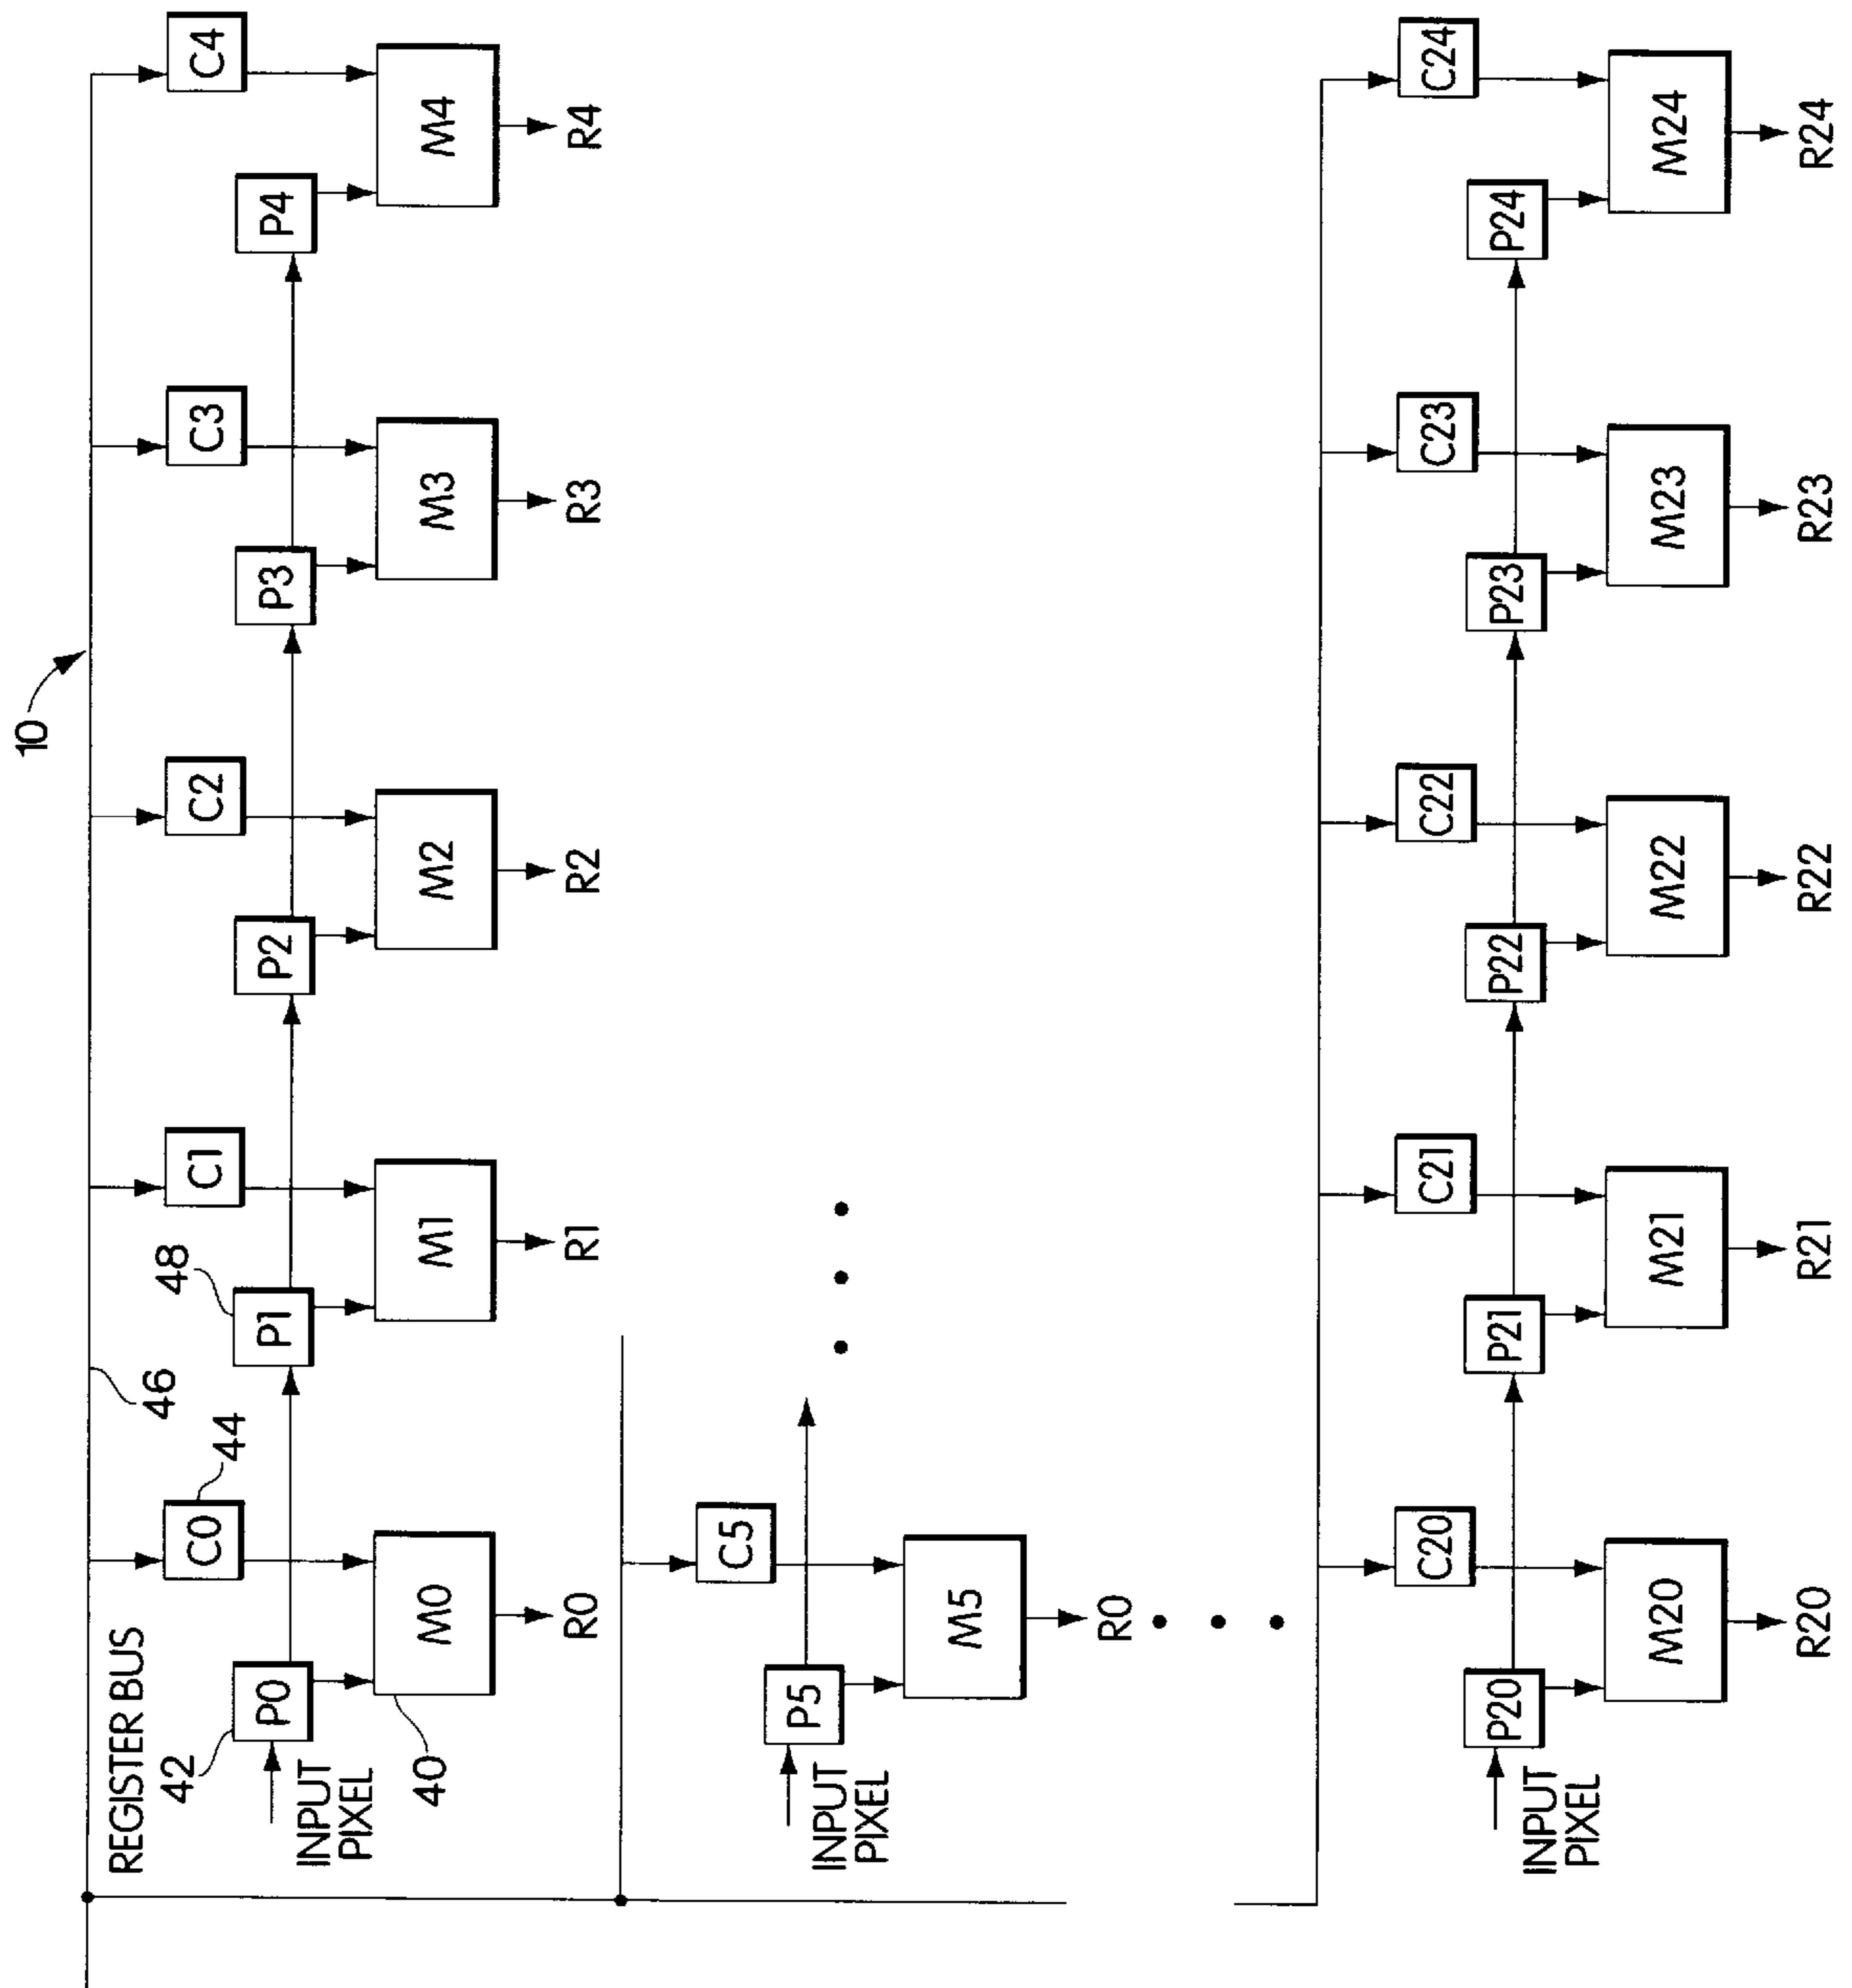 10
REGISTER BUS
46
C0
44
C1
C2
C3
C4
42
P0
48
P1
P2
P3
P4
INPUT
PIXEL
40
M0
M1
M2
M3
M4
R0
R1
R2
R3
R4
C5
P5
INPUT
PIXEL
M5
R0
C20
C21
C22
C23
C24
P20
P21
P22
P23
P24
INPUT
PIXEL
M20
M21
M22
M23
M24
R20
R21
R22
R23
R24